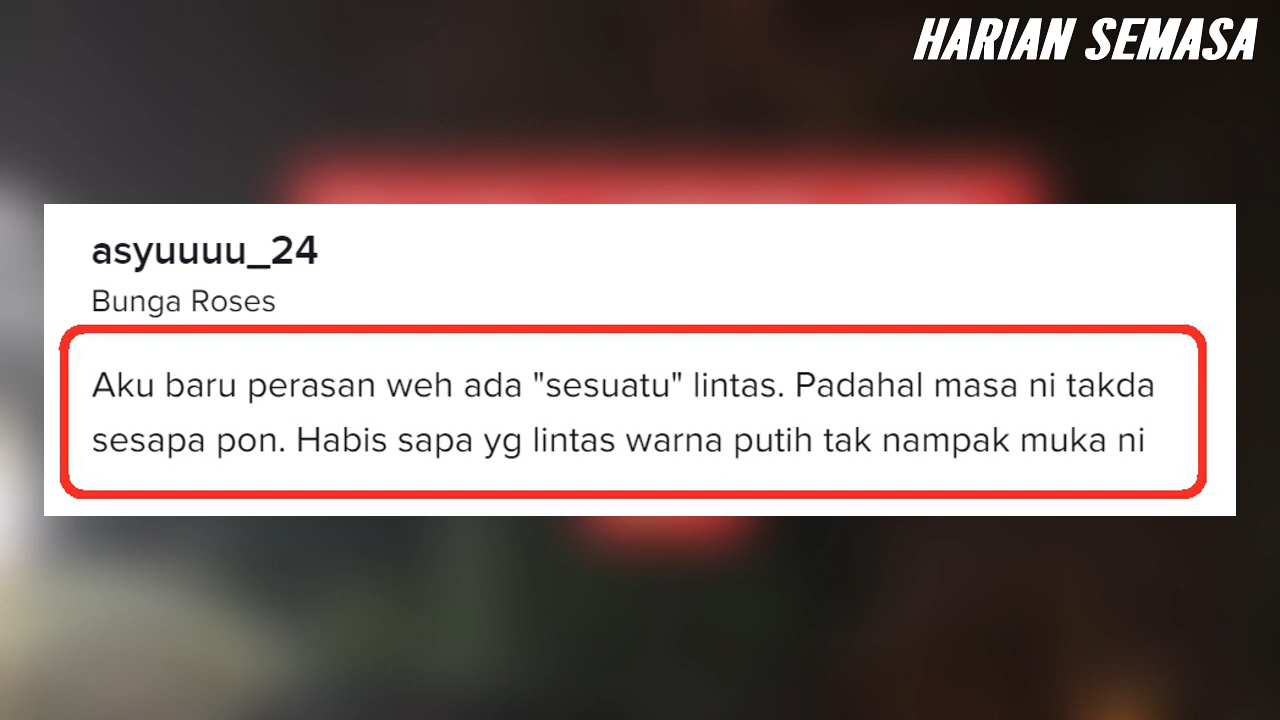 HARIAN SEMASA
asyuuuu_24
Bunga Roses
Aku baru perasan weh ada "sesuatu" lintas. Padahal masa ni takda
sesapa pon. Habis sapa yg lintas warna putih tak nampak muka ni